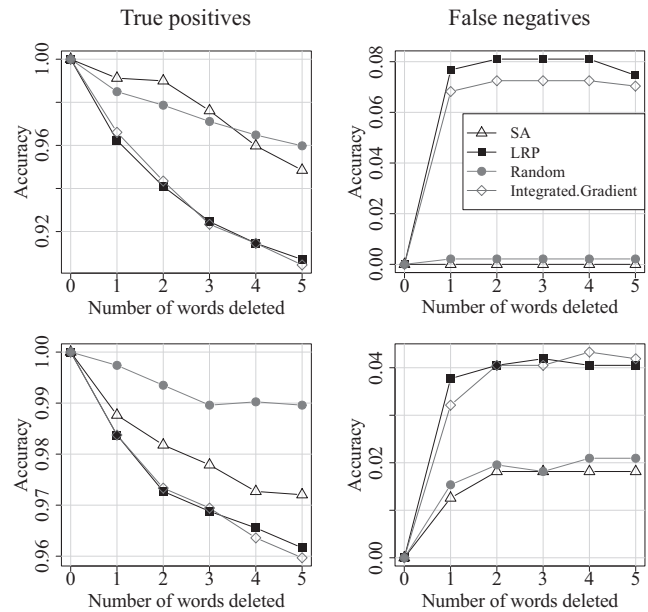 True positives
False negatives
Accuracy
1.00
0.96
0.92
0 1 2 3 4 5
Number of words deleted
Accuracy
0.08
0.06
0.04
0.02
0.00
SA
LRP
Random
Integrated.Gradient
0 1 2 3 4 5
Number of words deleted
Accuracy
1.00
0.99
0.98
0.97
0.96
0 1 2 3 4 5
Number of words deleted
Accuracy
0.04
0.02
0.00
0 1 2 3 4 5
Number of words deleted